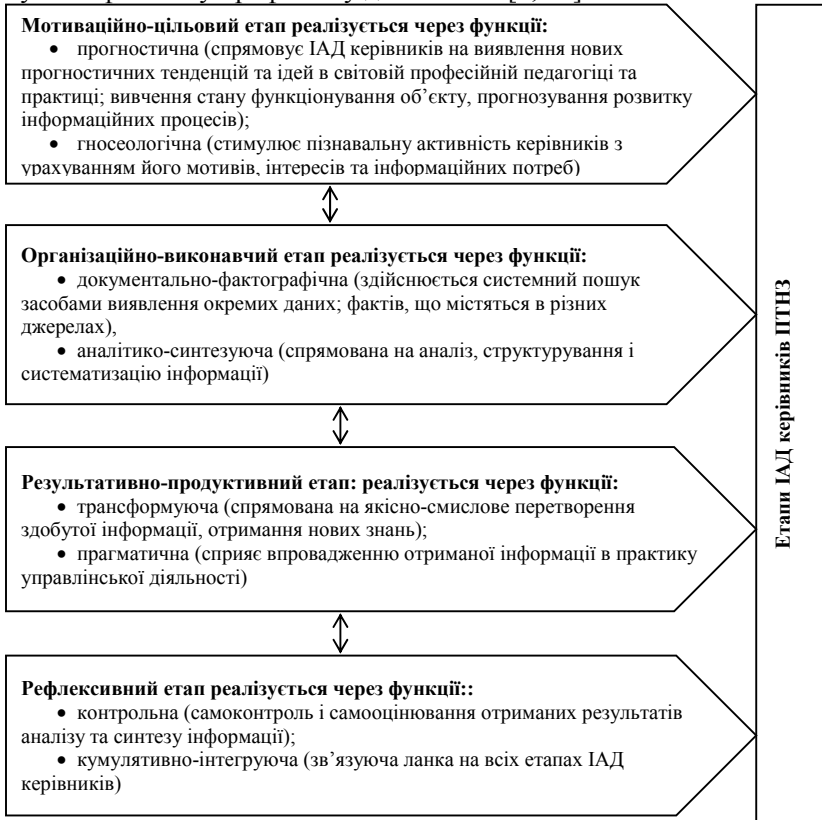 Мотиваційно-цільовий етап реалізується через функції:
• прогностична (спрямовує ІАД керівників на виявлення нових
прогностичних тенденцій та ідей в світовій професійній педагогіці та
практиці; вивчення стану функціонування об’єкту, прогнозування розвитку
інформаційних процесів);
• гносеологічна (стимулює пізнавальну активність керівників з
урахуванням його мотивів, інтересів та інформаційних потреб)
Організаційно-виконавчий етап реалізується через функції:
• документально-фактографічна (здійснюється системний пошук
засобами виявлення окремих даних; фактів, що містяться в різних
джерелах),
• аналітико-синтезуюча (спрямована на аналіз, структурування і
систематизацію інформації)
Результативно-продуктивний етап: реалізується через функції:
• трансформуюча (спрямована на якісно-смислове перетворення
здобутої інформації, отримання нових знань);
• прагматична (сприяє впровадженню отриманої інформації в практику
управлінської діяльності)
Рефлексивний етап реалізується через функції::
• контрольна (самоконтроль і самооцінювання отриманих результатів
аналізу та синтезу інформації);
• кумулятивно-інтегруюча (зв’язуюча ланка на всіх етапах ІАД
керівників)
Етапи ІАД керівників ПТНЗ